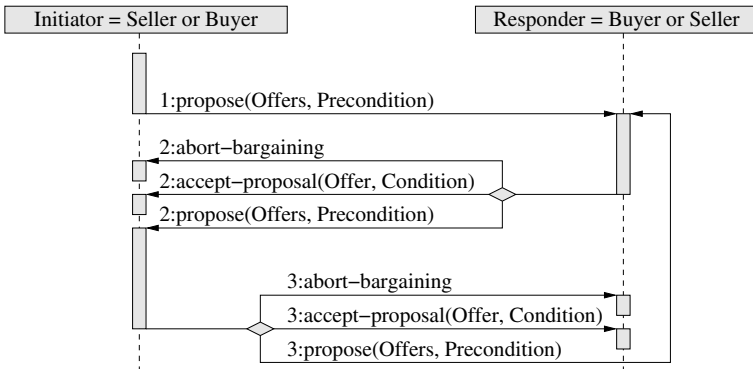 Initiator = Seller or Buyer
Responder = Buyer or Seller
1:propose(Offers, Precondition)
2:abort−bargaining
2:accept−proposal(Offer, Condition)
2:propose(Offers, Precondition)
3:abort−bargaining
3:accept−proposal(Offer, Condition)
3:propose(Offers, Precondition)